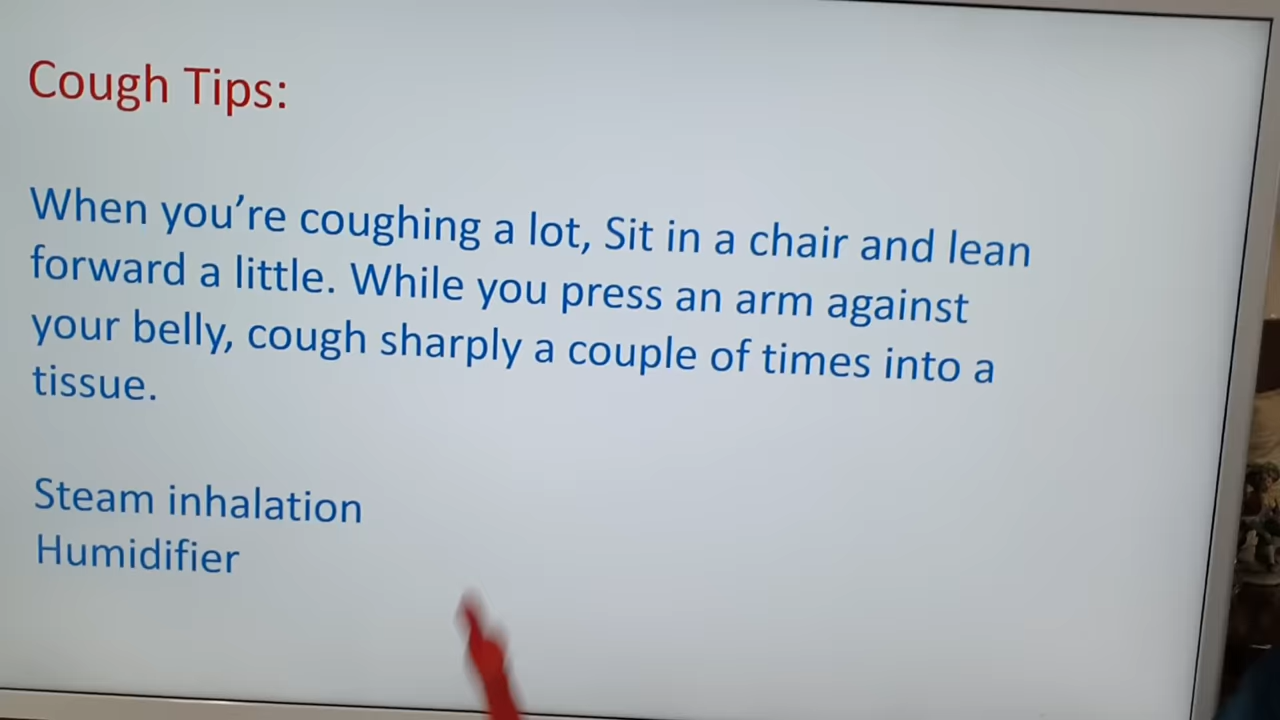 Cough Tips:
When you’re coughing a lot, Sit in a chair and lean
forward a little. While you press an arm against
your belly, cough sharply a couple of times into a
tissue.
Steam inhalation
Humidifier